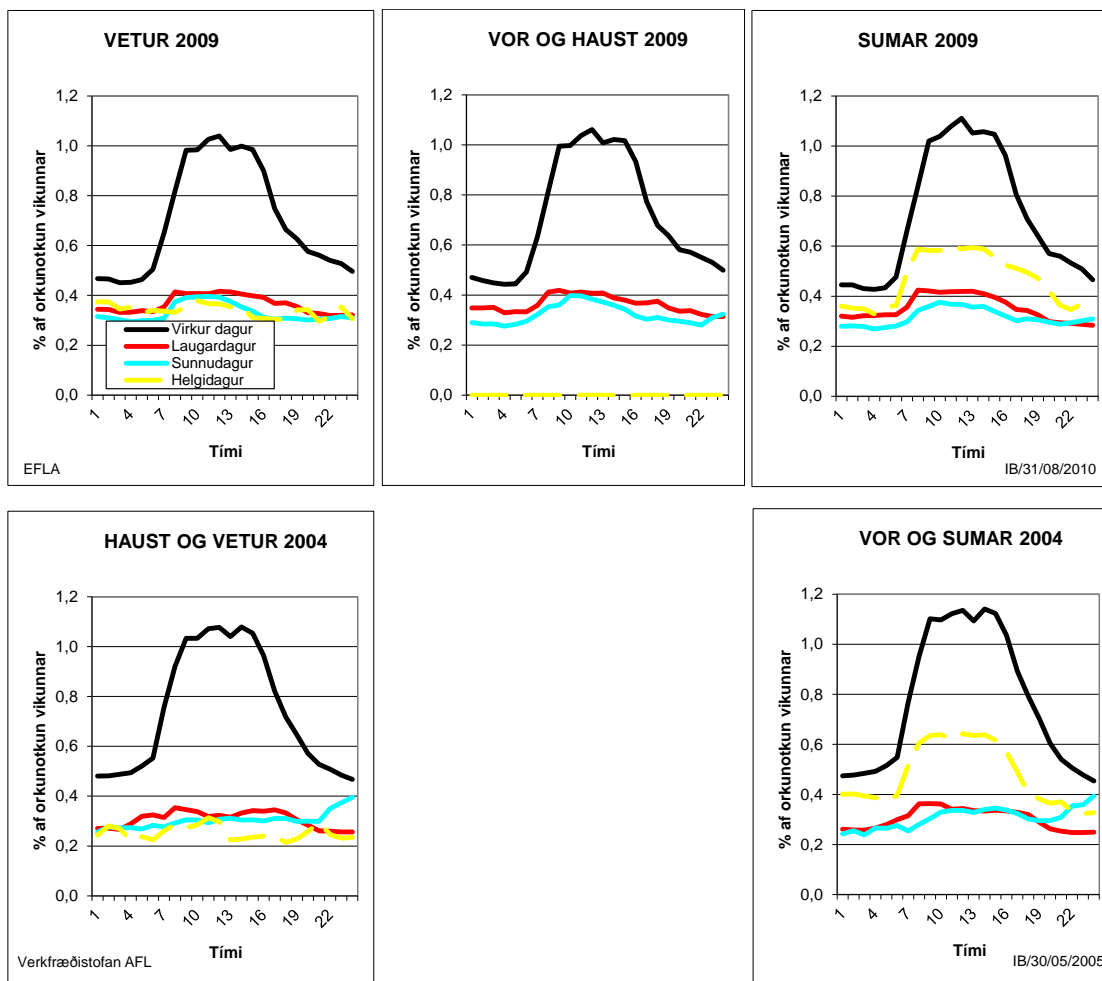 VETUR 2009
% af orkunotkun vikunnar
1,2
1,0
0,8
0,6
0,4
0,2
0,0
Virkur dagur
Laugardagur
Sunnudagur
Helgidagur
1 4 7 10 13 16 19 22
Tími
EFLA
VOR OG HAUST 2009
% af orkunotkun vikunnar
1,2
1,0
0,8
0,6
0,4
0,2
0,0
1 4 7 10 13 16 19 22
Tími
SUMAR 2009
% af orkunotkun vikunnar
1,2
1,0
0,8
0,6
0,4
0,2
0,0
1 4 7 10 13 16 19 22
Tími
IB/31/08/2010
HAUST OG VETUR 2004
% af orkunotkun vikunnar
1,2
1,0
0,8
0,6
0,4
0,2
0,0
1 4 7 10 13 16 19 22
Tími
Verkfræðistofan AFL
VOR OG SUMAR 2004
% af orkunotkun vikunnar
1,2
1,0
0,8
0,6
0,4
0,2
0,0
1 4 7 10 13 16 19 22
Tími
IB/30/05/2005